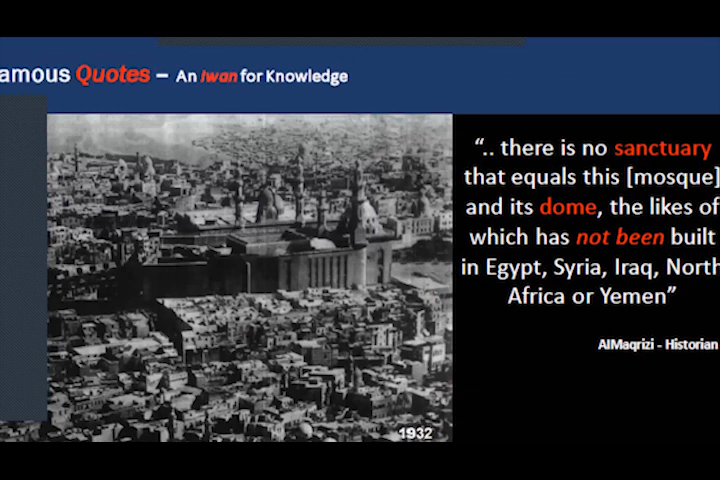 amous Quotes – An Iwan for Knowledge
“.. there is no sanctuary
that equals this [mosque]
and its dome, the likes of
which has not been built
in Egypt, Syria, Iraq, North
Africa or Yemen”
AlMaqrizi - Historian
1932